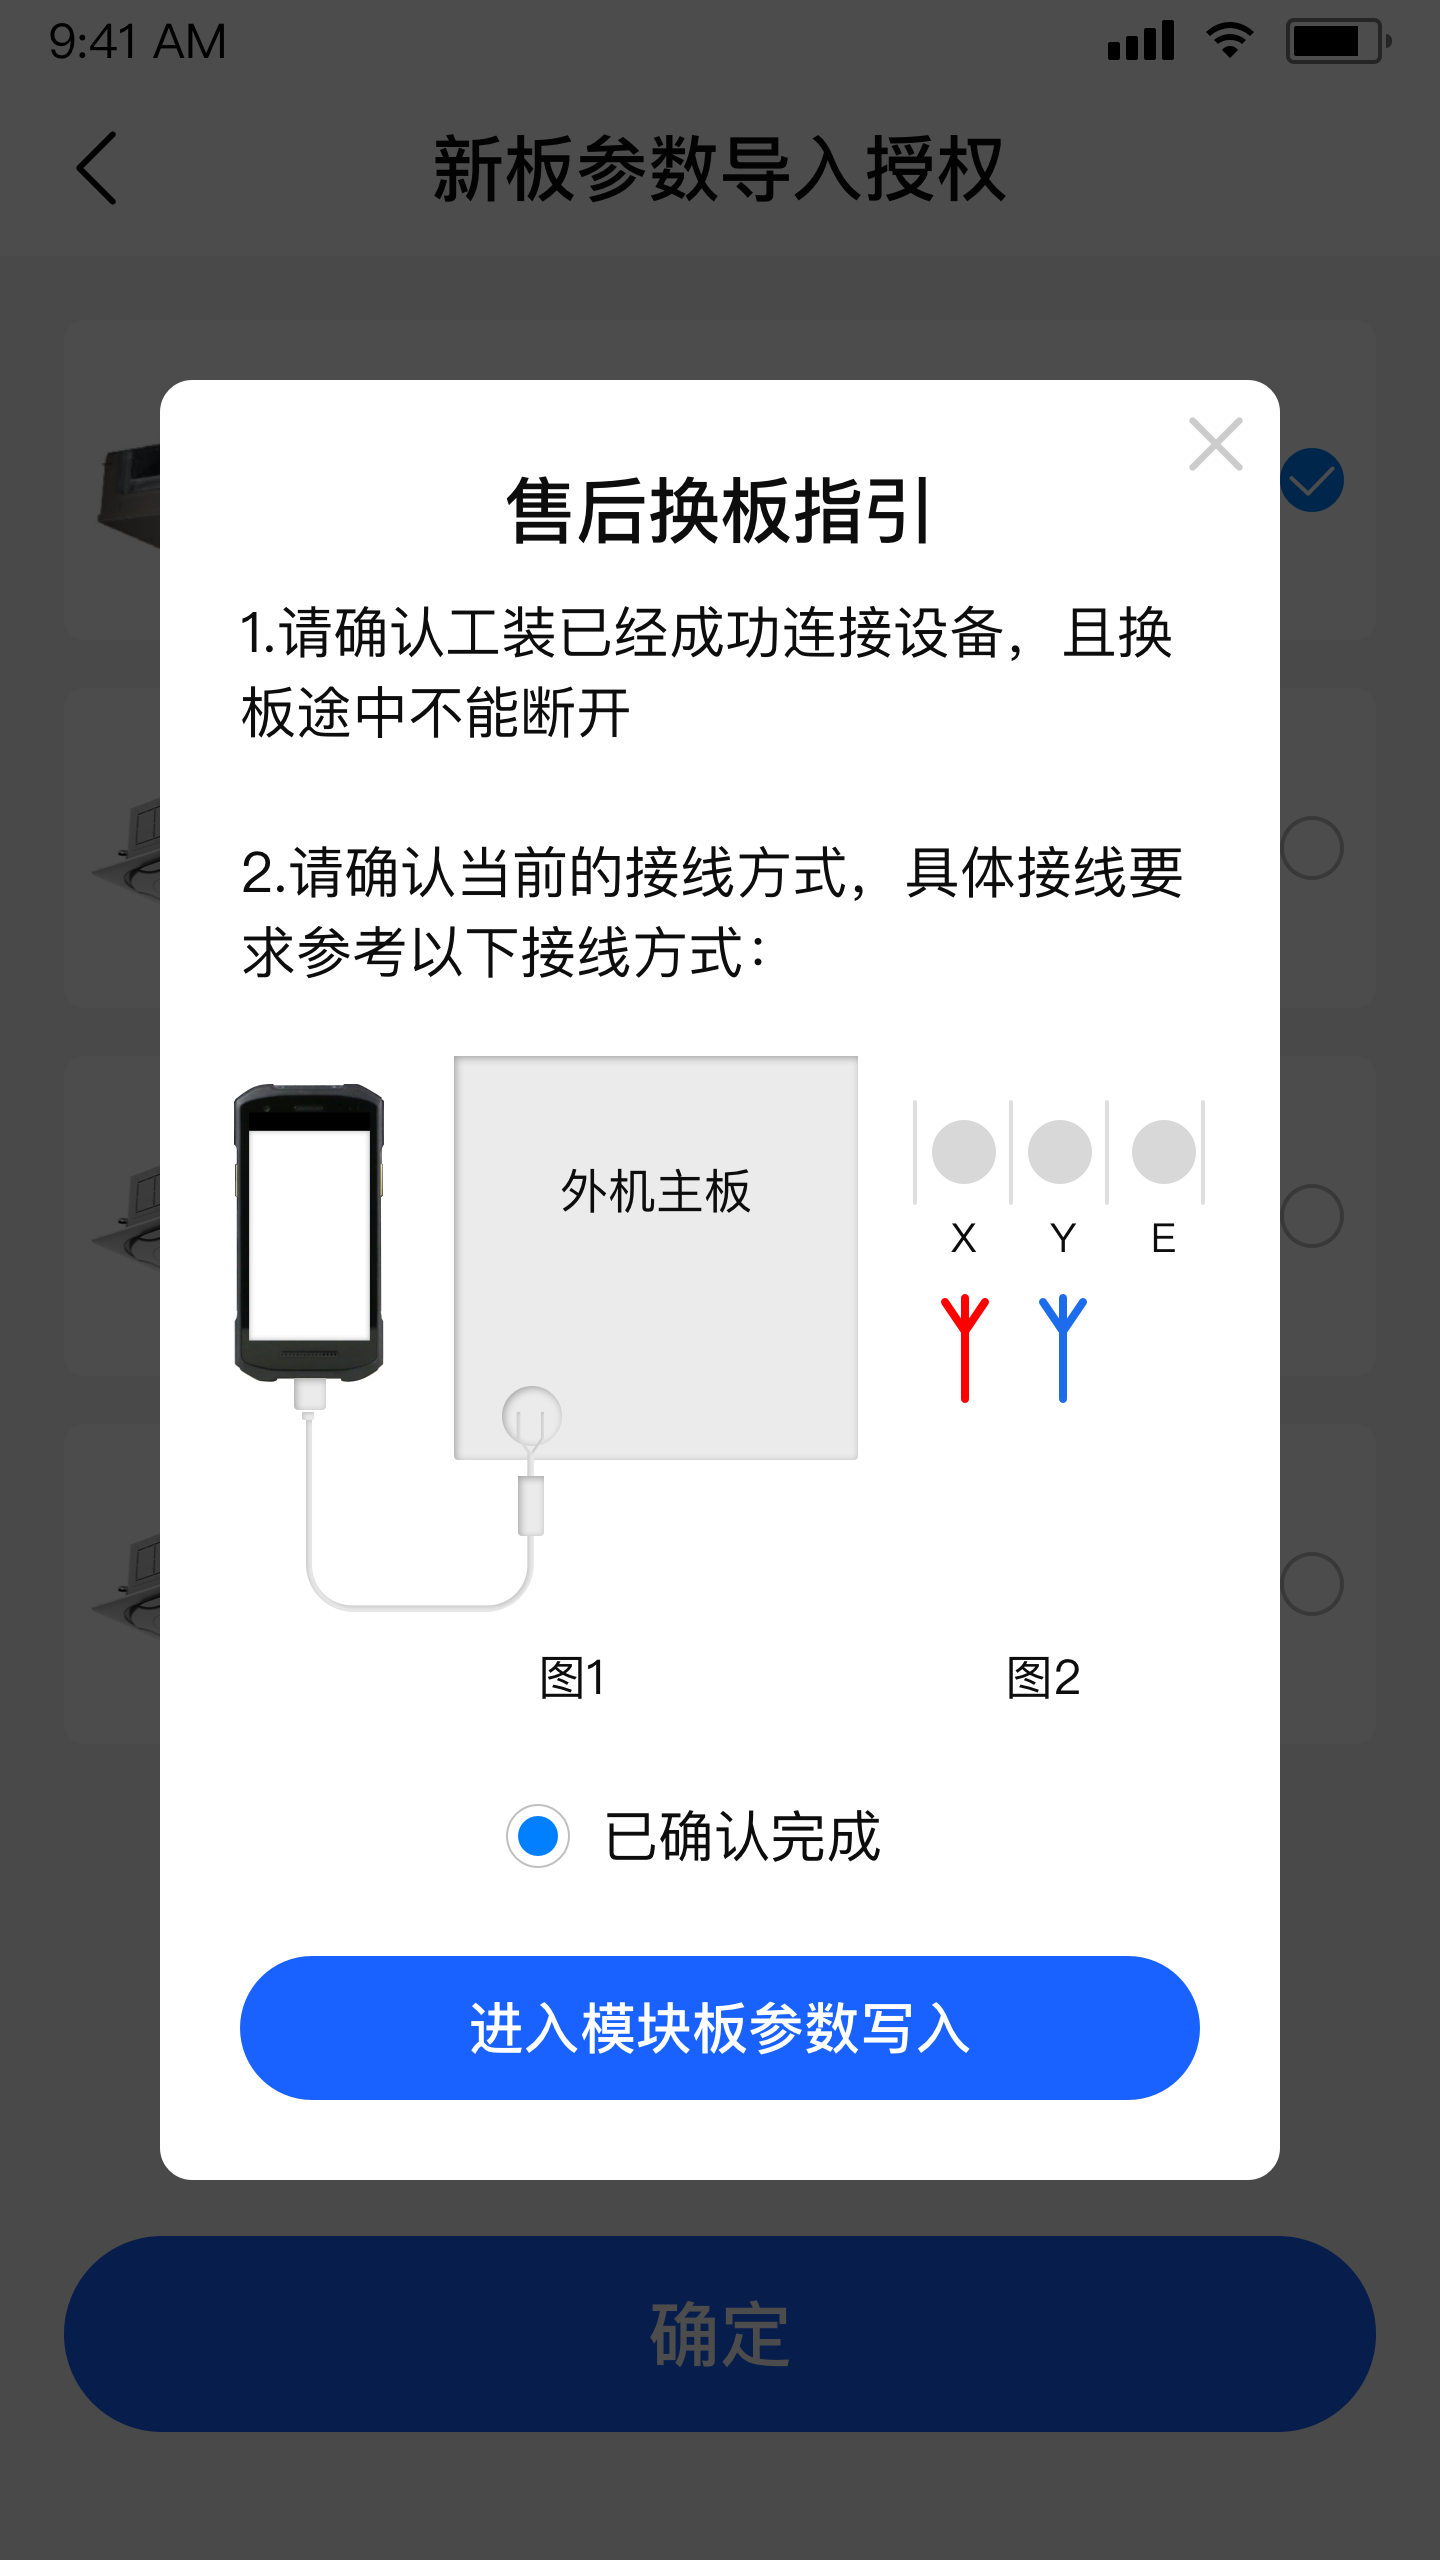 9:41 AM
新板参数导入授权
售后换板指引
1.请确认工装已经成功连接设备，且换
板途中不能断开
2.请确认当前的接线方式，具体接线要
求参考以下接线方式：
外机主板
X Y E
图1
图2
已确认完成
进入模块板参数写入
确定